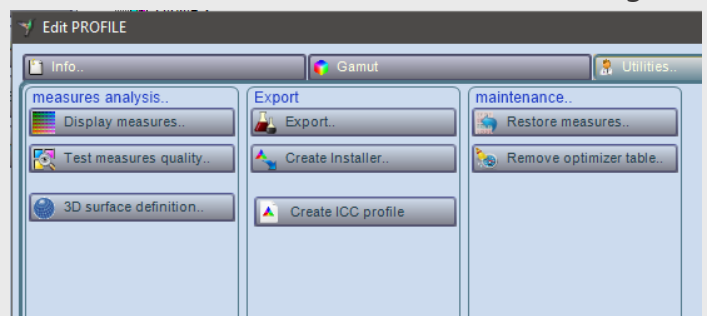 Edit PROFILE
Info..
Gamut
Utilities..
measures analysis..
Display measures..
Test measures quality..
3D surface definition..
Export
Export..
Create Installer..
Create ICC profile
maintenance..
Restore measures..
Remove optimizer table..